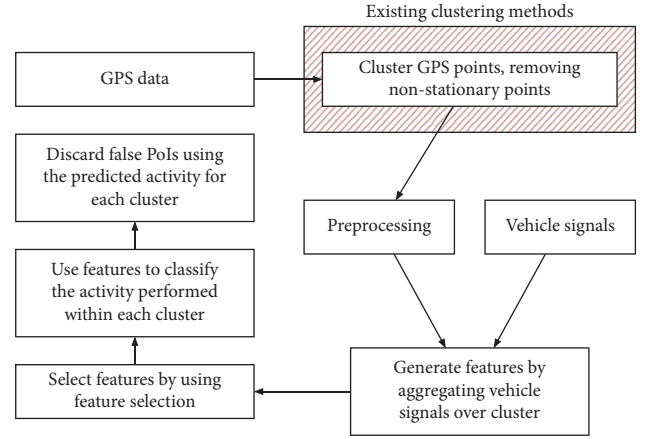 Existing clustering methods
GPS data
Cluster GPS points, removing
non-stationary points
Discard false PoIs using
the predicted activity for
each cluster
Preprocessing
Vehicle signals
Use features to classify
the activity performed
within each cluster
Generate features by
aggregating vehicle
signals over cluster
Select features by using
feature selection